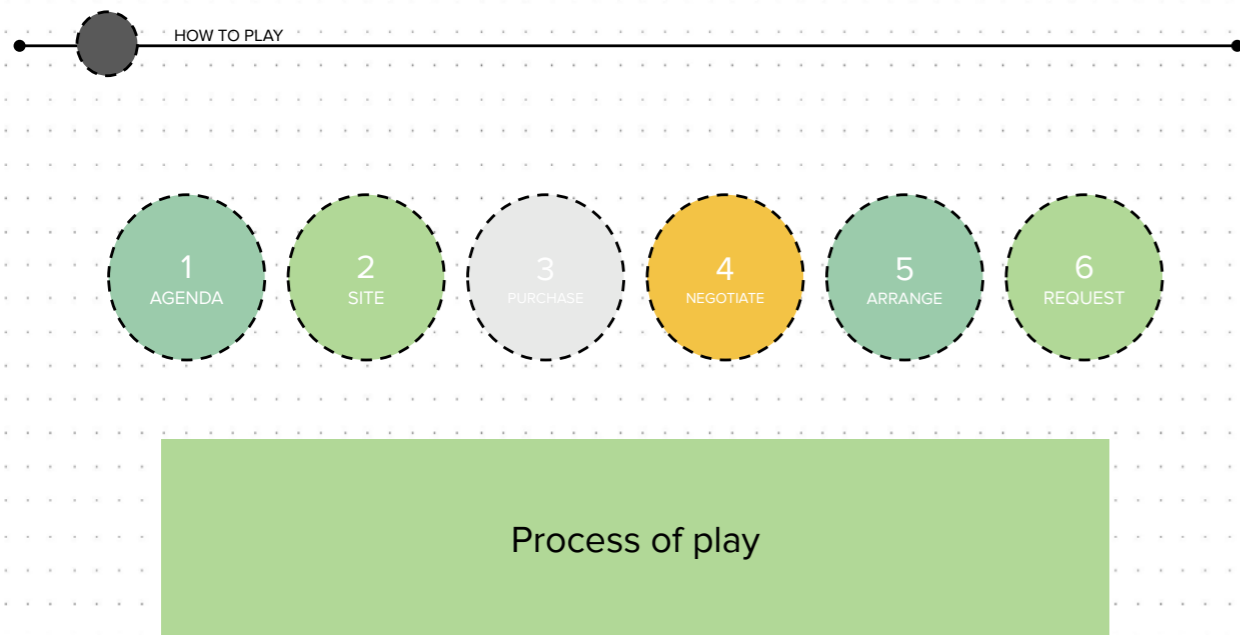 HOW TO PLAY
1
AGENDA
2
SITE
3
PURCHASE
4
NEGOTIATE
5
ARRANGE
6
REQUEST
Process of play